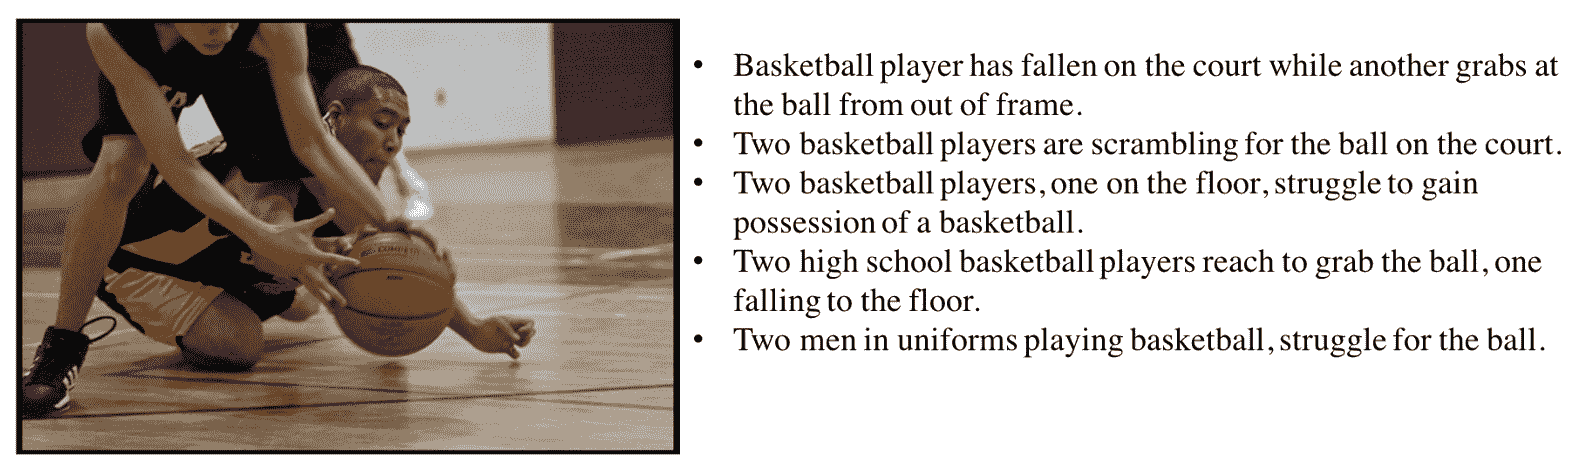 • Basketball player has fallen on the court while another grabs at
the ball from out of frame.
• Two basketball players are scrambling for the ball on the court.
• Two basketball players, one on the floor, struggle to gain
possession of a basketball.
• Two high school basketball players reach to grab the ball, one
falling to the floor.
• Two men in uniforms playing basketball, struggle for the ball.